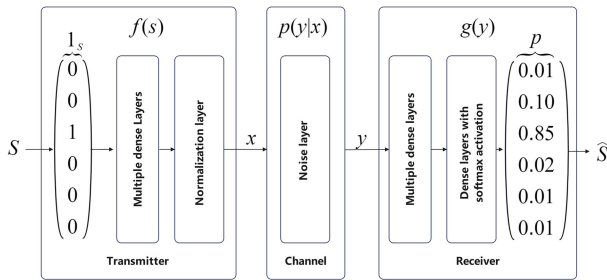 f(s)
p(y|x)
g(y)
1_s
p
S
0
0
1
0
0
0
Multiple dense Layers
Normalization layer
x
Noise layer
y
Multiple dense layers
Dense layers with
softmax activation
0.01
0.10
0.85
0.02
0.01
0.01
Ŝ
Transmitter
Channel
Receiver